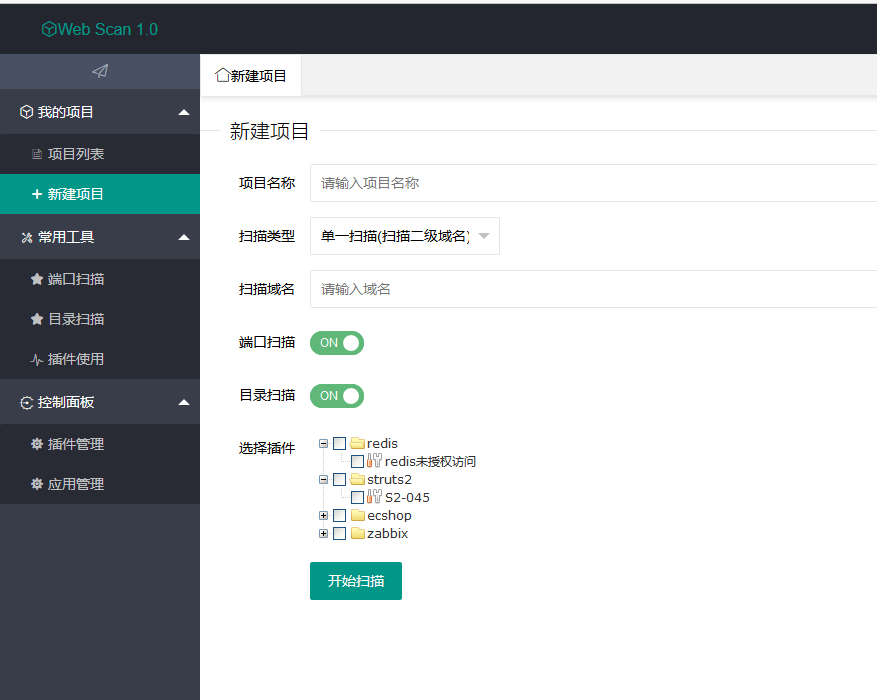 Web Scan 1.0
新建项目
我的项目
项目列表
新建项目
常用工具
端口扫描
目录扫描
插件使用
控制面板
插件管理
应用管理
新建项目
项目名称 请输入项目名称
扫描类型 单一扫描(扫描二级域名)
扫描域名 请输入域名
端口扫描 ON
目录扫描 ON
选择插件 redis
redis未授权访问
struts2
S2-045
ecshop
zabbix
开始扫描